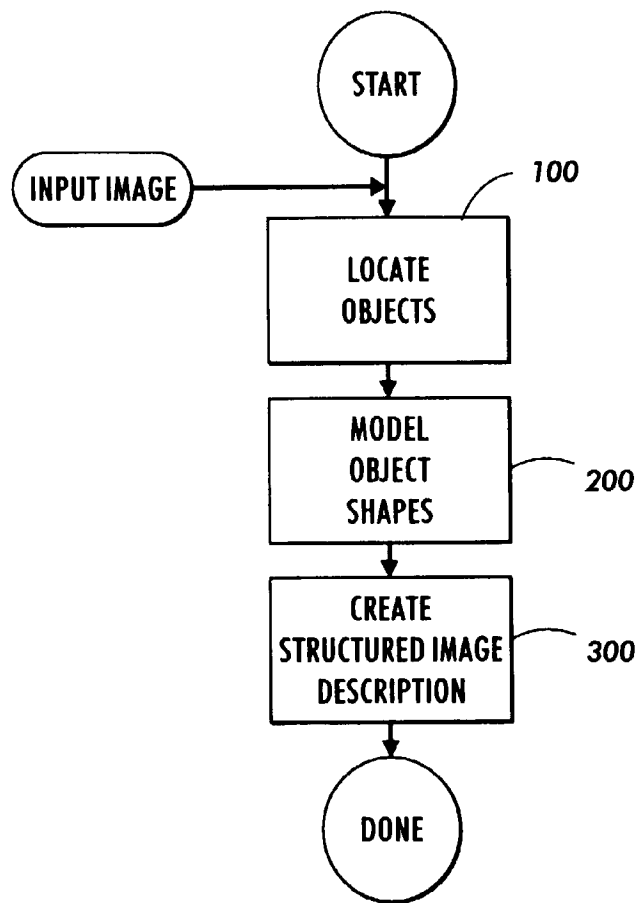 START
INPUT IMAGE
100
LOCATE
OBJECTS
MODEL
OBJECT
SHAPES
200
CREATE
STRUCTURED IMAGE
DESCRIPTION
300
DONE